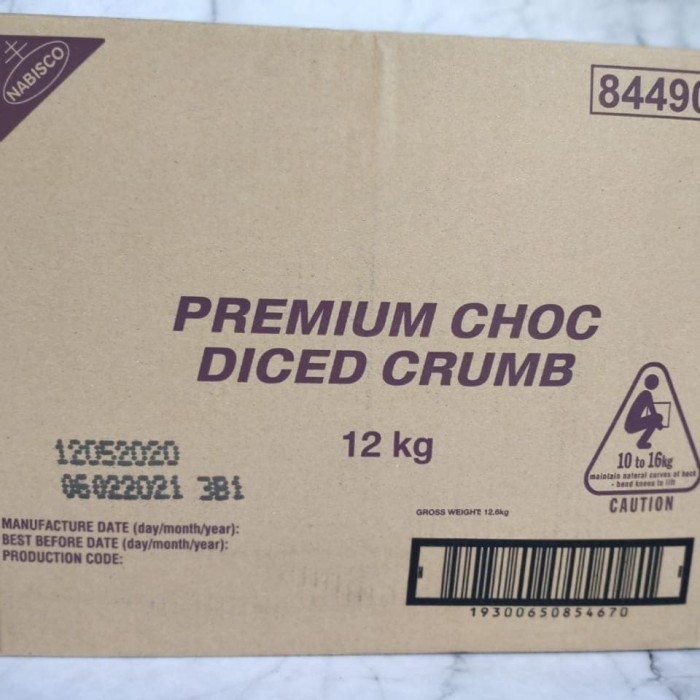 NABISCO
84490
PREMIUM CHOC
DICED CRUMB
12 kg
12052020
06022021 3B1
MANUFACTURE DATE (day/month/year):
BEST BEFORE DATE (day/month/year):
PRODUCTION CODE:
10 to 16kg
maintain natural curves of back
- bend knees to lift
CAUTION
GROSS WEIGHT: 12.6kg
19300650854670